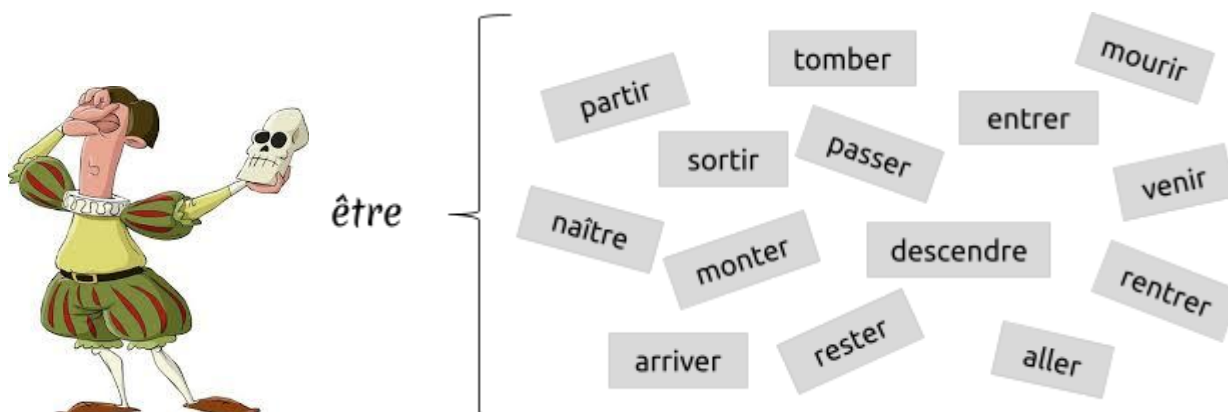 être
partir
tomber
mourir
sortir
passer
entrer
venir
naître
monter
descendre
rentrer
arriver
rester
aller